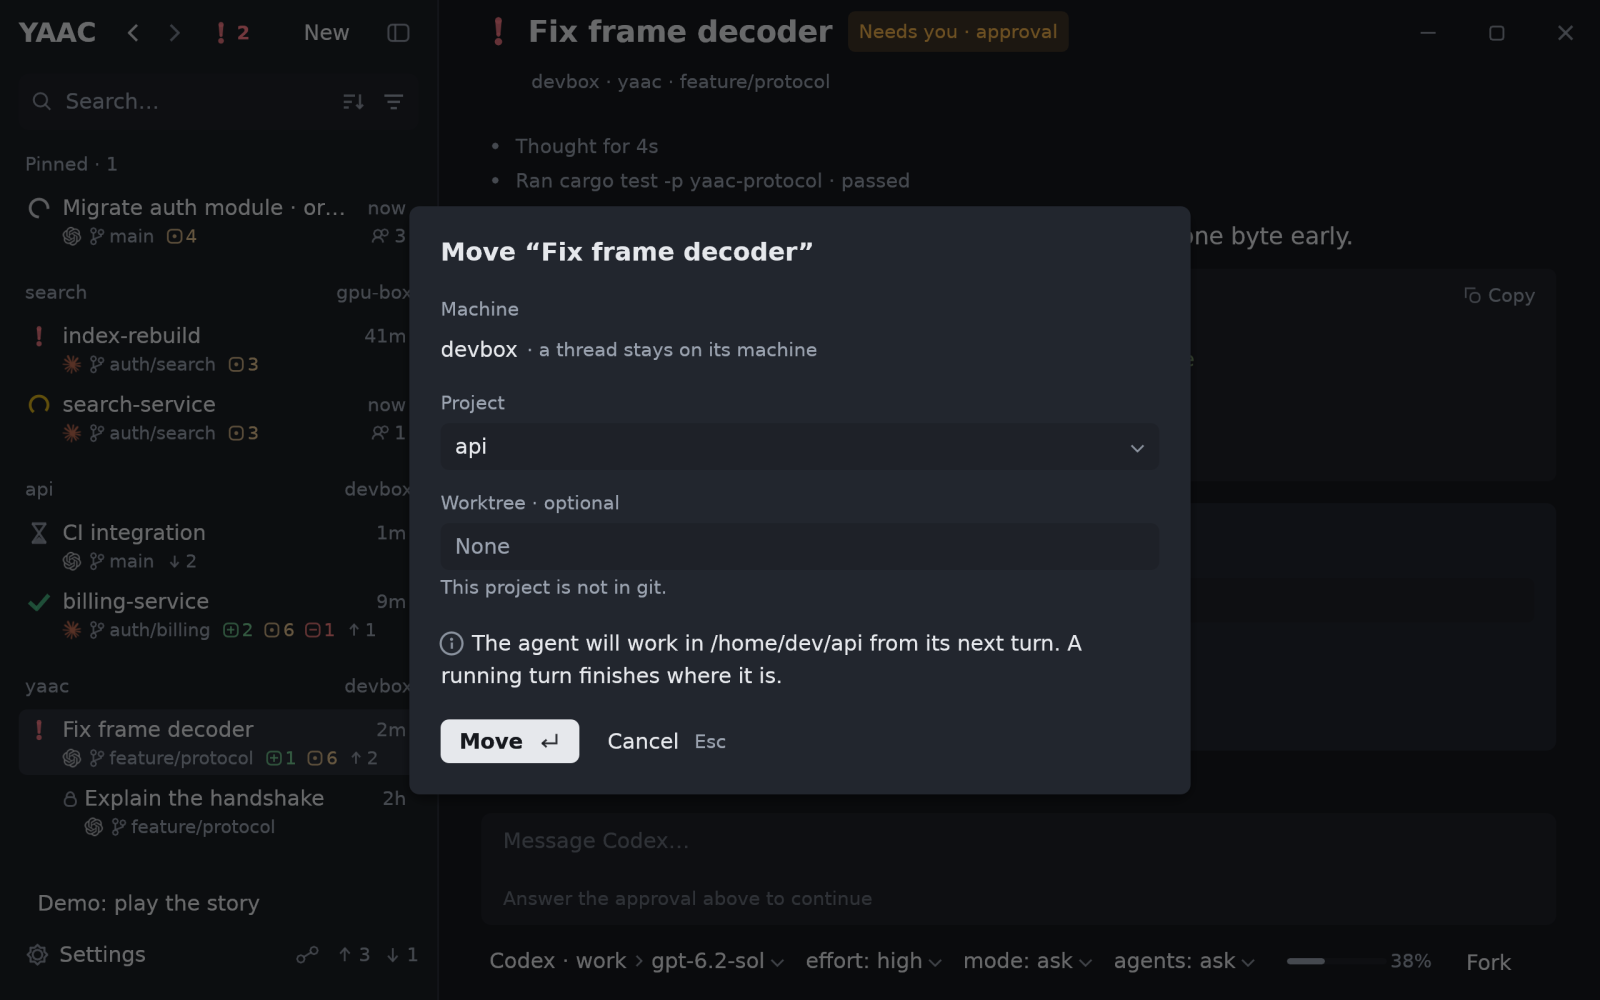 YAAC
2
New
Search…
Pinned · 1
Migrate auth module · or… now
main 4 3
search gpu-box
index-rebuild 41m
auth/search 3
search-service now
auth/search 3 1
api devbox
CI integration 1m
main ↓ 2
billing-service 9m
auth/billing 2 6 1 ↑ 1
yaac devbox
Fix frame decoder 2m
feature/protocol 1 6 ↑ 2
Explain the handshake 2h
feature/protocol
Demo: play the story
Settings ↑ 3 ↓ 1
Fix frame decoder Needs you · approval
devbox · yaac · feature/protocol
• Thought for 4s
• Ran cargo test -p yaac-protocol · passed
one byte early.
Copy
Move “Fix frame decoder”
Machine
devbox · a thread stays on its machine
Project
api
Worktree · optional
None
This project is not in git.
The agent will work in /home/dev/api from its next turn. A
running turn finishes where it is.
Move Cancel Esc
Message Codex…
Answer the approval above to continue
Codex · work › gpt-6.2-sol effort: high mode: ask agents: ask 38% Fork